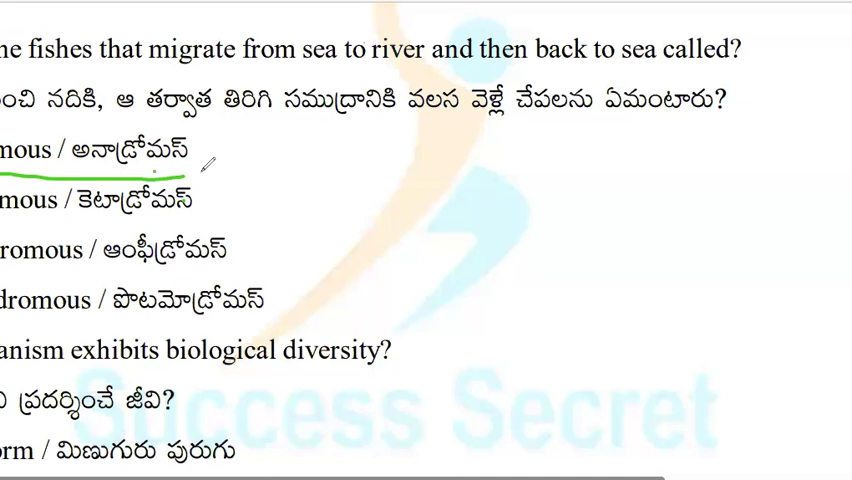 he fishes that migrate from sea to river and then back to sea called?
ంచి నదికి, ఆ తర్వాత తిరిగి సముద్రానికి వలస వెళ్లే చేపలను ఏమంటారు?
mous / అనాడ్రోమస్
mous / కెటాడ్రోమస్
romous / ఆంఫీడ్రోమస్
dromous / పొటమోడ్రోమస్
anism exhibits biological diversity?
ప్రదర్శించే జీవి?
orm / మిణుగురు పురుగు
Success Secret